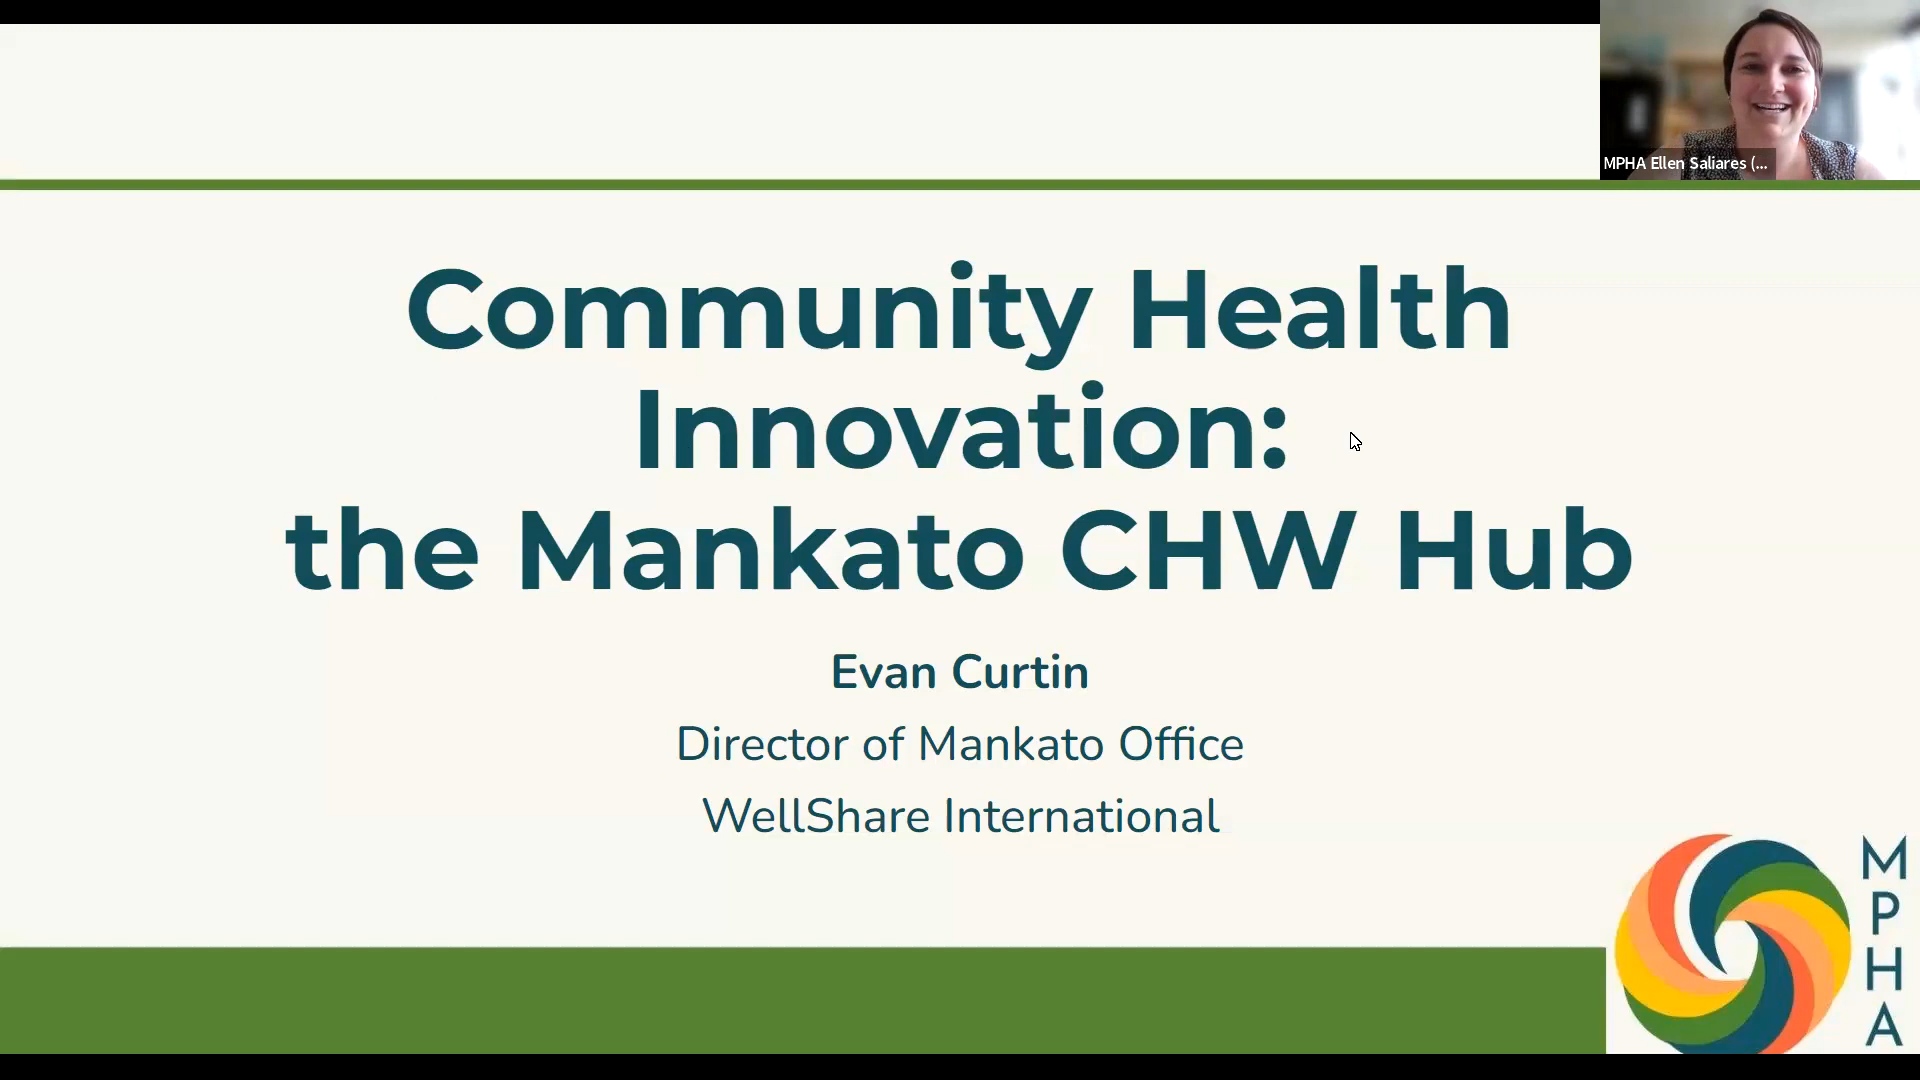 MPHA Ellen Saliares (...
Community Health
Innovation:
the Mankato CHW Hub
Evan Curtin
Director of Mankato Office
WellShare International
M
P
H
A